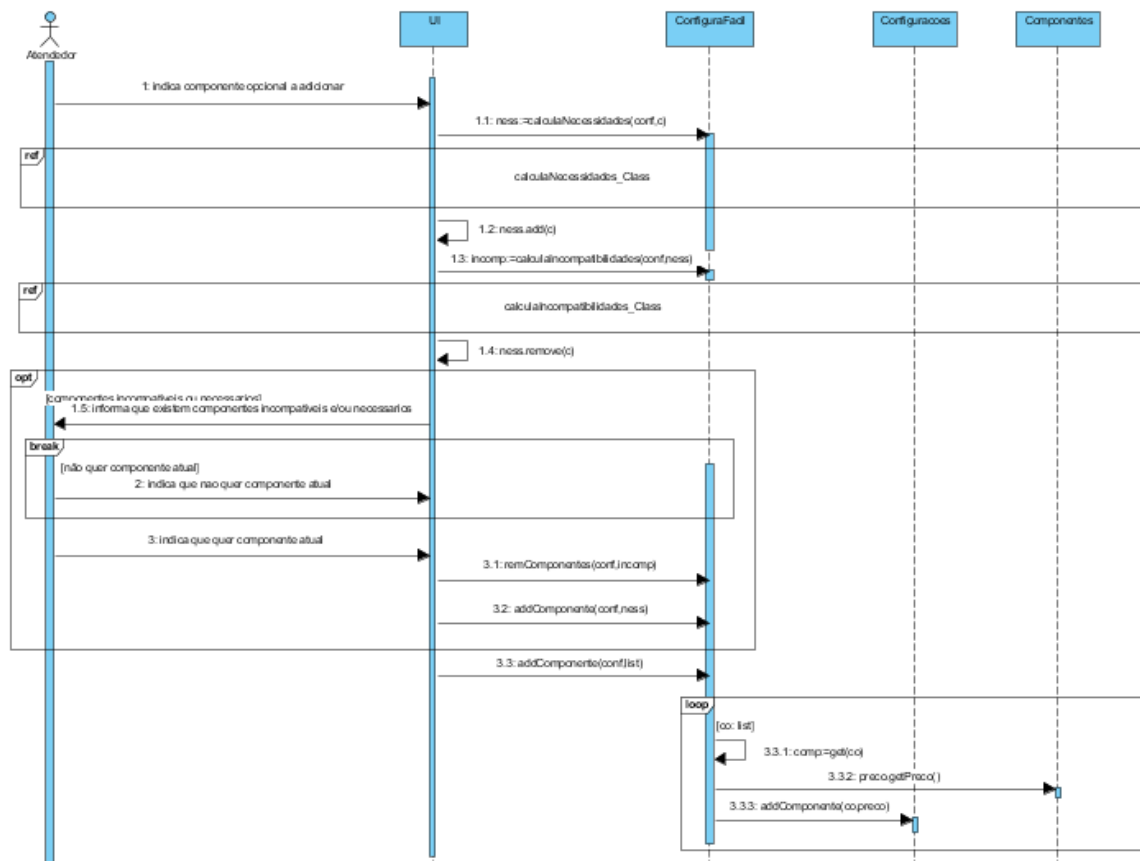 UI
ConfiguraFacil
Configuracoes
Componentes
Atendedor
1: indica componente opcional a adicionar
1.1: ness:=calculaNecessidades(conf,c)
ref
calculaNecessidades_Class
1.2: ness.add(c)
1.3: incomp:=calculaIncompatibilidades(conf,ness)
ref
calculaIncompatibilidades_Class
1.4: ness.remove(c)
opt
[componentes incompativeis ou necessarios]
1.5: informa que existem componentes incompativeis e/ou necessarios
break
[não quer componente atual]
2: indica que nao quer componente atual
3: indica que quer componente atual
3.1: remComponentes(conf,incomp)
3.2: addComponente(conf,ness)
3.3: addComponente(conf,list)
loop
[co: list]
3.3.1: comp:=get(co)
3.3.2: preco.getPreco()
3.3.3: addComponente(co,preco)